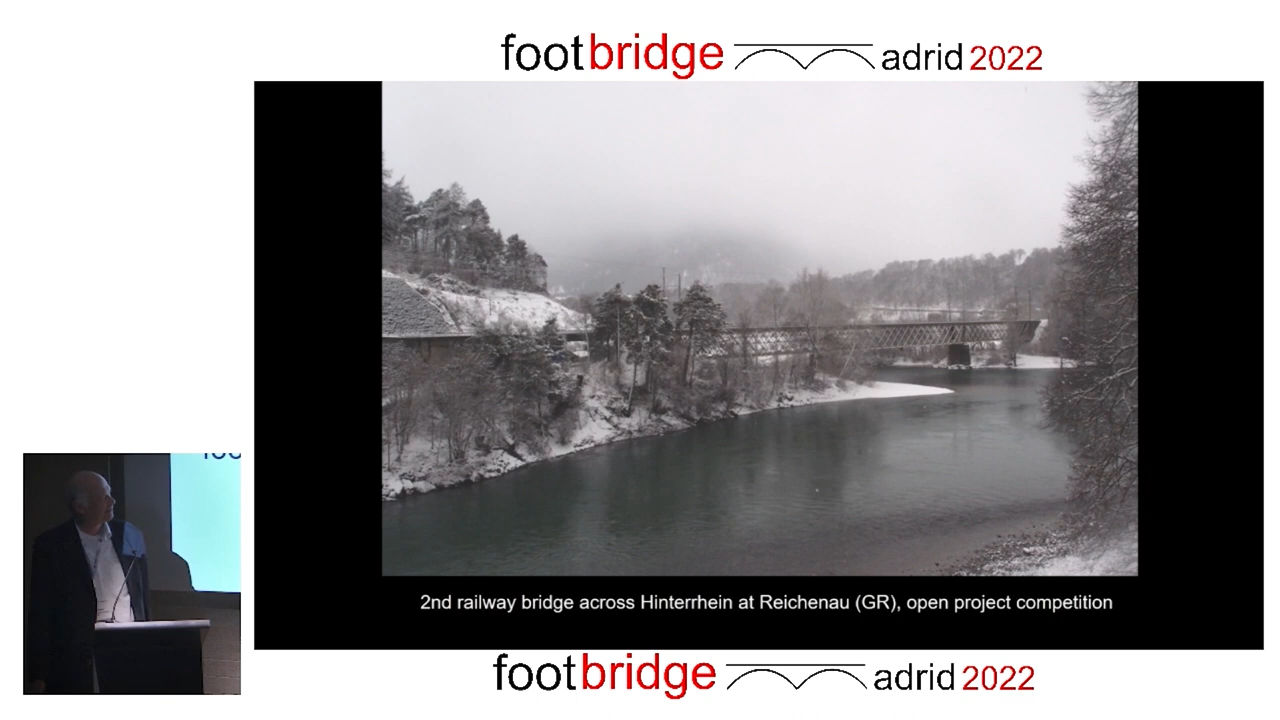 footbridge adrid 2022
2nd railway bridge across Hinterrhein at Reichenau (GR), open project competition
footbridge adrid 2022